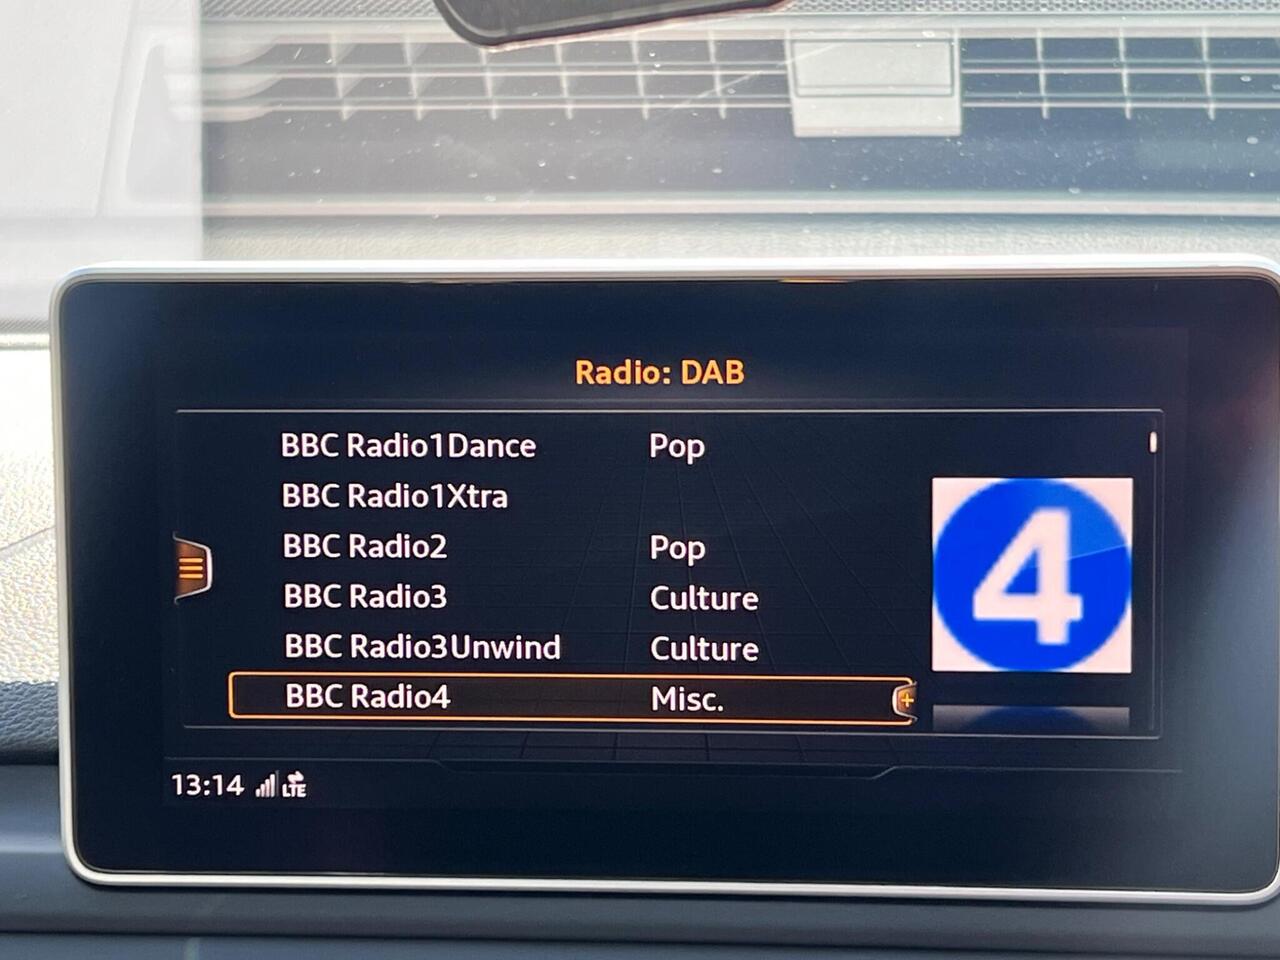 Radio: DAB
BBC Radio1Dance Pop
BBC Radio1Xtra
BBC Radio2 Pop
BBC Radio3 Culture
BBC Radio3Unwind Culture
BBC Radio4 Misc.
4
13:14 LTE